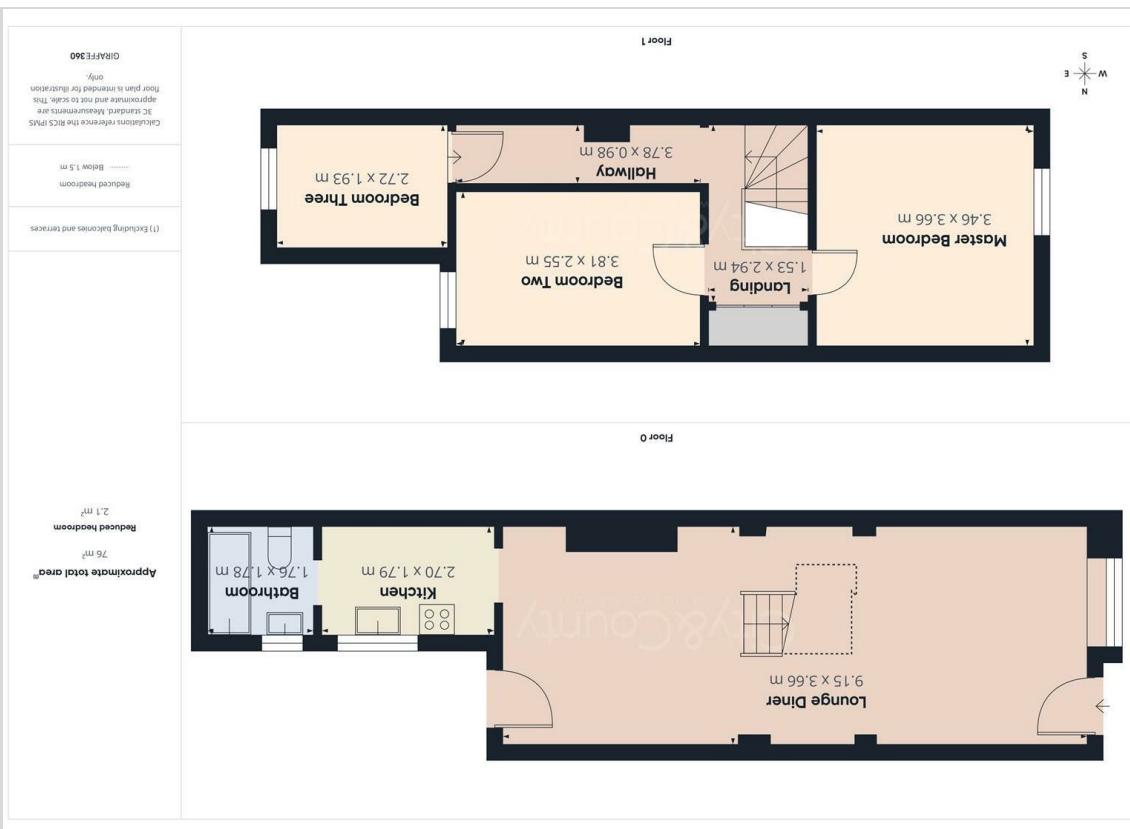 Lounge Diner
9.15 x 3.66 m
City&County
Kitchen
2.70 x 1.79 m
Bathroom
1.76 x 1.78 m
Floor 0
Landing
1.53 x 2.94 m
Master Bedroom
3.46 x 3.66 m
Bedroom Two
3.81 x 2.55 m
City&County
Bedroom Three
2.72 x 1.93 m
Hallway
3.78 x 0.98 m
N
W E
S
Floor 1
Approximate total area(1)
76 m²
Reduced headroom
2.1 m²
(1) Excluding balconies and terraces
Reduced headroom
Below 1.5 m
Calculations reference the RICS IPMS
3C standard. Measurements are
approximate and not to scale. This
floor plan is intended for illustration
only.
GIRAFFE360